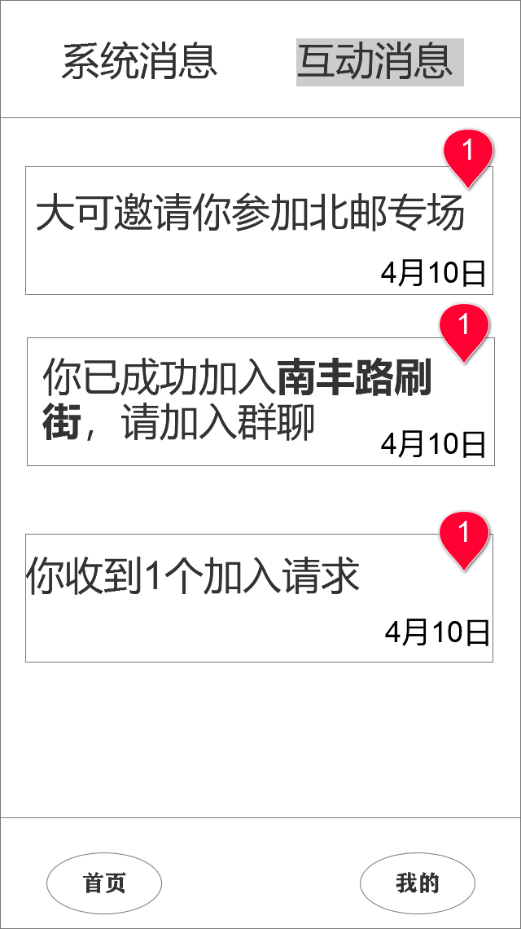 系统消息
互动消息
1
大可邀请你参加北邮专场
4月10日
1
你已成功加入南丰路刷
街，请加入群聊
4月10日
1
你收到1个加入请求
4月10日
首页
我的